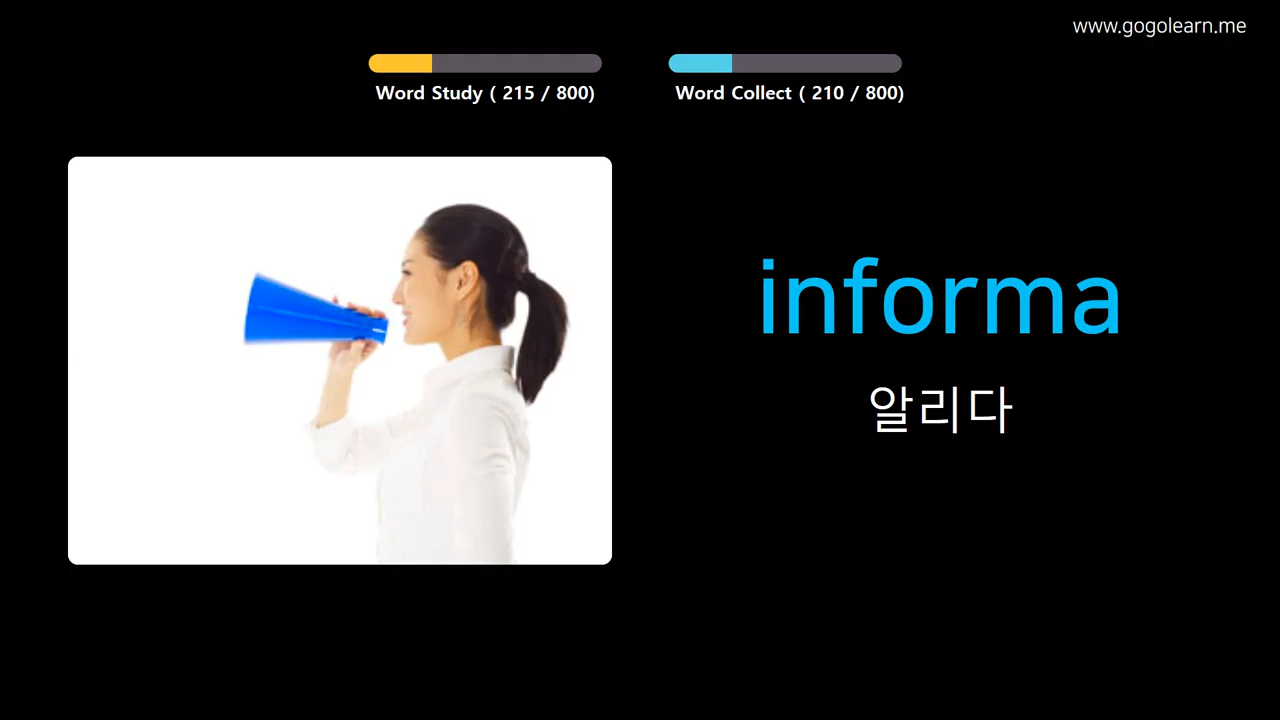 www.gogolearn.me
Word Study ( 215 / 800)
Word Collect ( 210 / 800)
informa
알리다